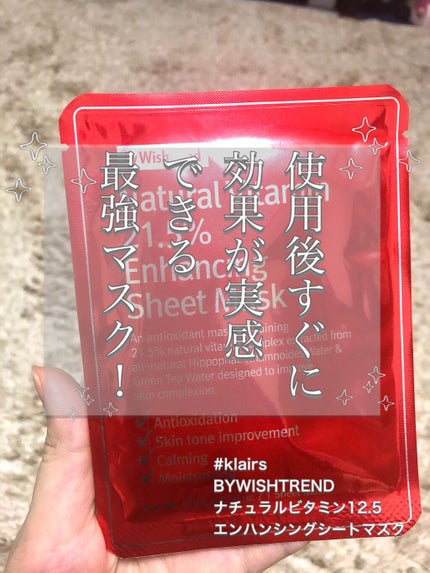 使用後すぐに
効果が実感
できる
最強マスク！
By Wish
Natural Vitamin
21.5%
Enhancing
Sheet Mask
An antioxidant mask containing
21.5% natural vitamin complex extracted from
all-natural Hippophae Rhamnoides Water &
Green Tea Water designed to
skin complexion.
Antioxidation
Skin tone improvement
Calming
#klairs
BYWISHTREND
ナチュラルビタミン12.5
エンハンシングシートマスク